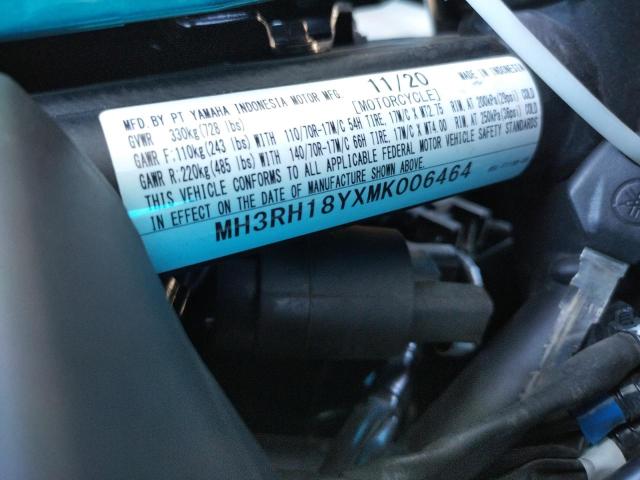 MFD. BY PT YAMAHA INDONESIA MOTOR MFG 11/20 MADE IN INDONESIA
GVWR 330kg(728 lbs) [MOTORCYCLE]
GAWR F:110kg(243 lbs) WITH 110/70R-17M/C 54H TIRE, 17M/C X MT2.75 RIM, AT 200kPa(29psi) COLD
GAWR R:220kg(485 lbs) WITH 140/70R-17M/C 66H TIRE, 17M/C X MT4.00 RIM, AT 250kPa(36psi) COLD
THIS VEHICLE CONFORMS TO ALL APPLICABLE FEDERAL MOTOR VEHICLE SAFETY STANDARDS
IN EFFECT ON THE DATE OF MANUFACTURE SHOWN ABOVE.
MH3RH18YXMK006464